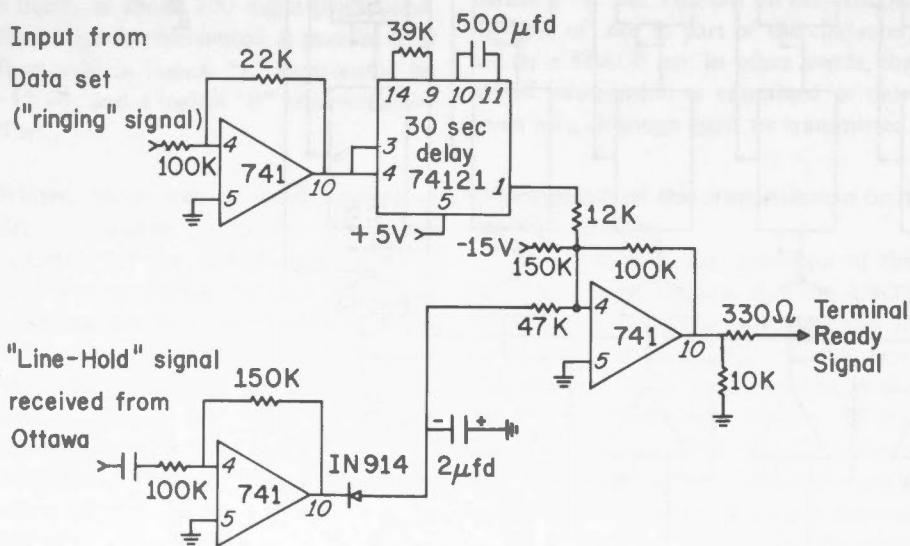 Input from
Data set
("ringing" signal)
22K
100K
4
5
741
10
39K
500 μfd
14 9 10 11
3
4
30 sec
delay
74121
1
5
+5V
12K
-15V
150K
100K
47K
4
5
741
10
330Ω
Terminal
Ready
Signal
10K
"Line-Hold" signal
received from
Ottawa
150K
100K
4
5
741
10
IN914
- +
2μfd